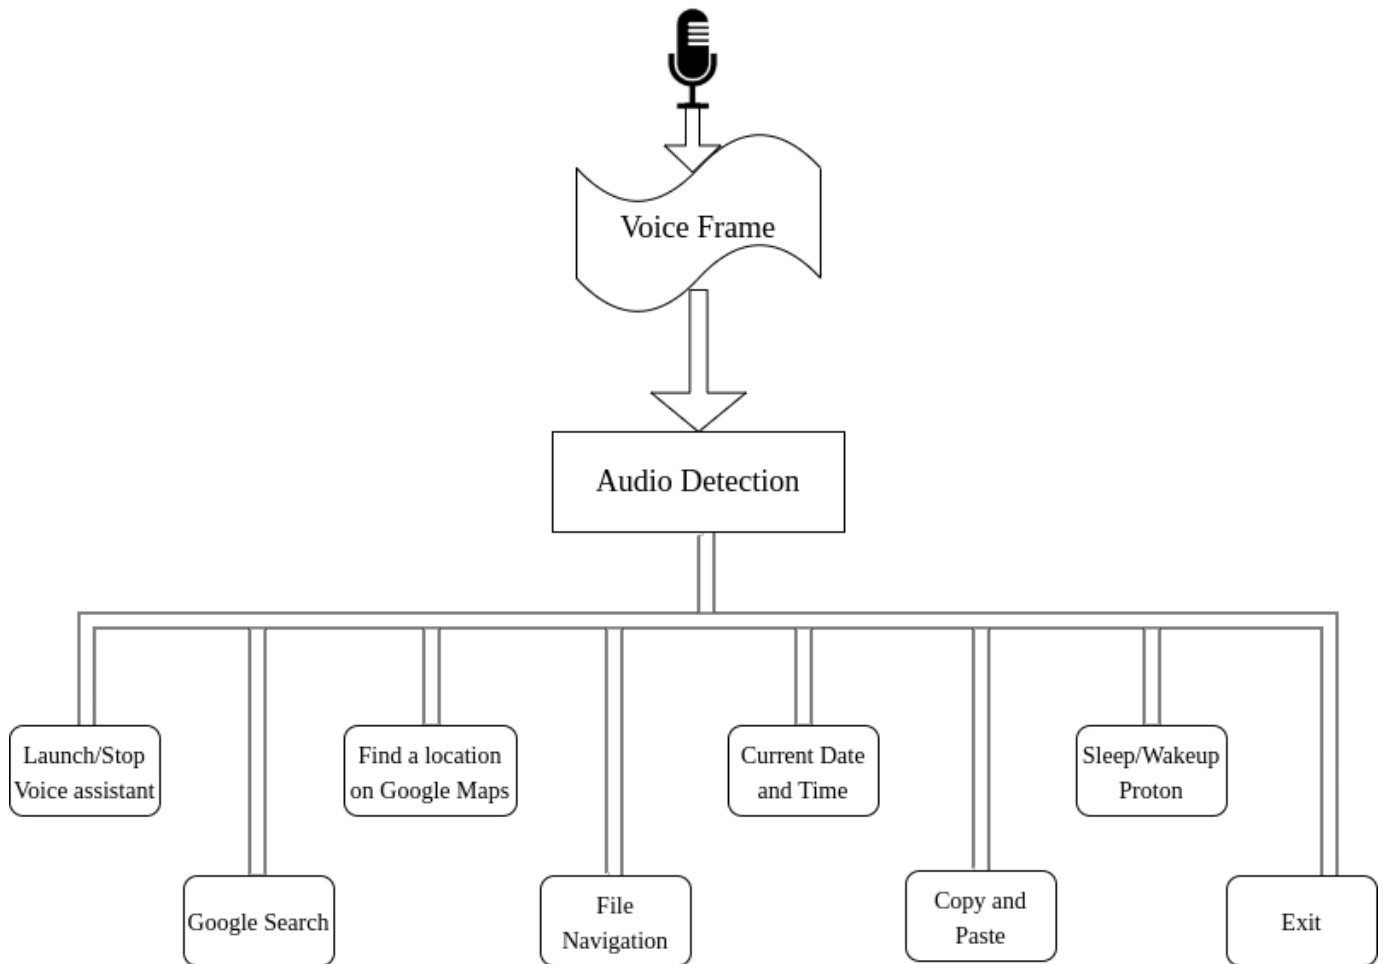 Voice Frame
Audio Detection
Launch/Stop
Voice assistant
Find a location
on Google Maps
Current Date
and Time
Sleep/Wakeup
Proton
Google Search
File
Navigation
Copy and
Paste
Exit